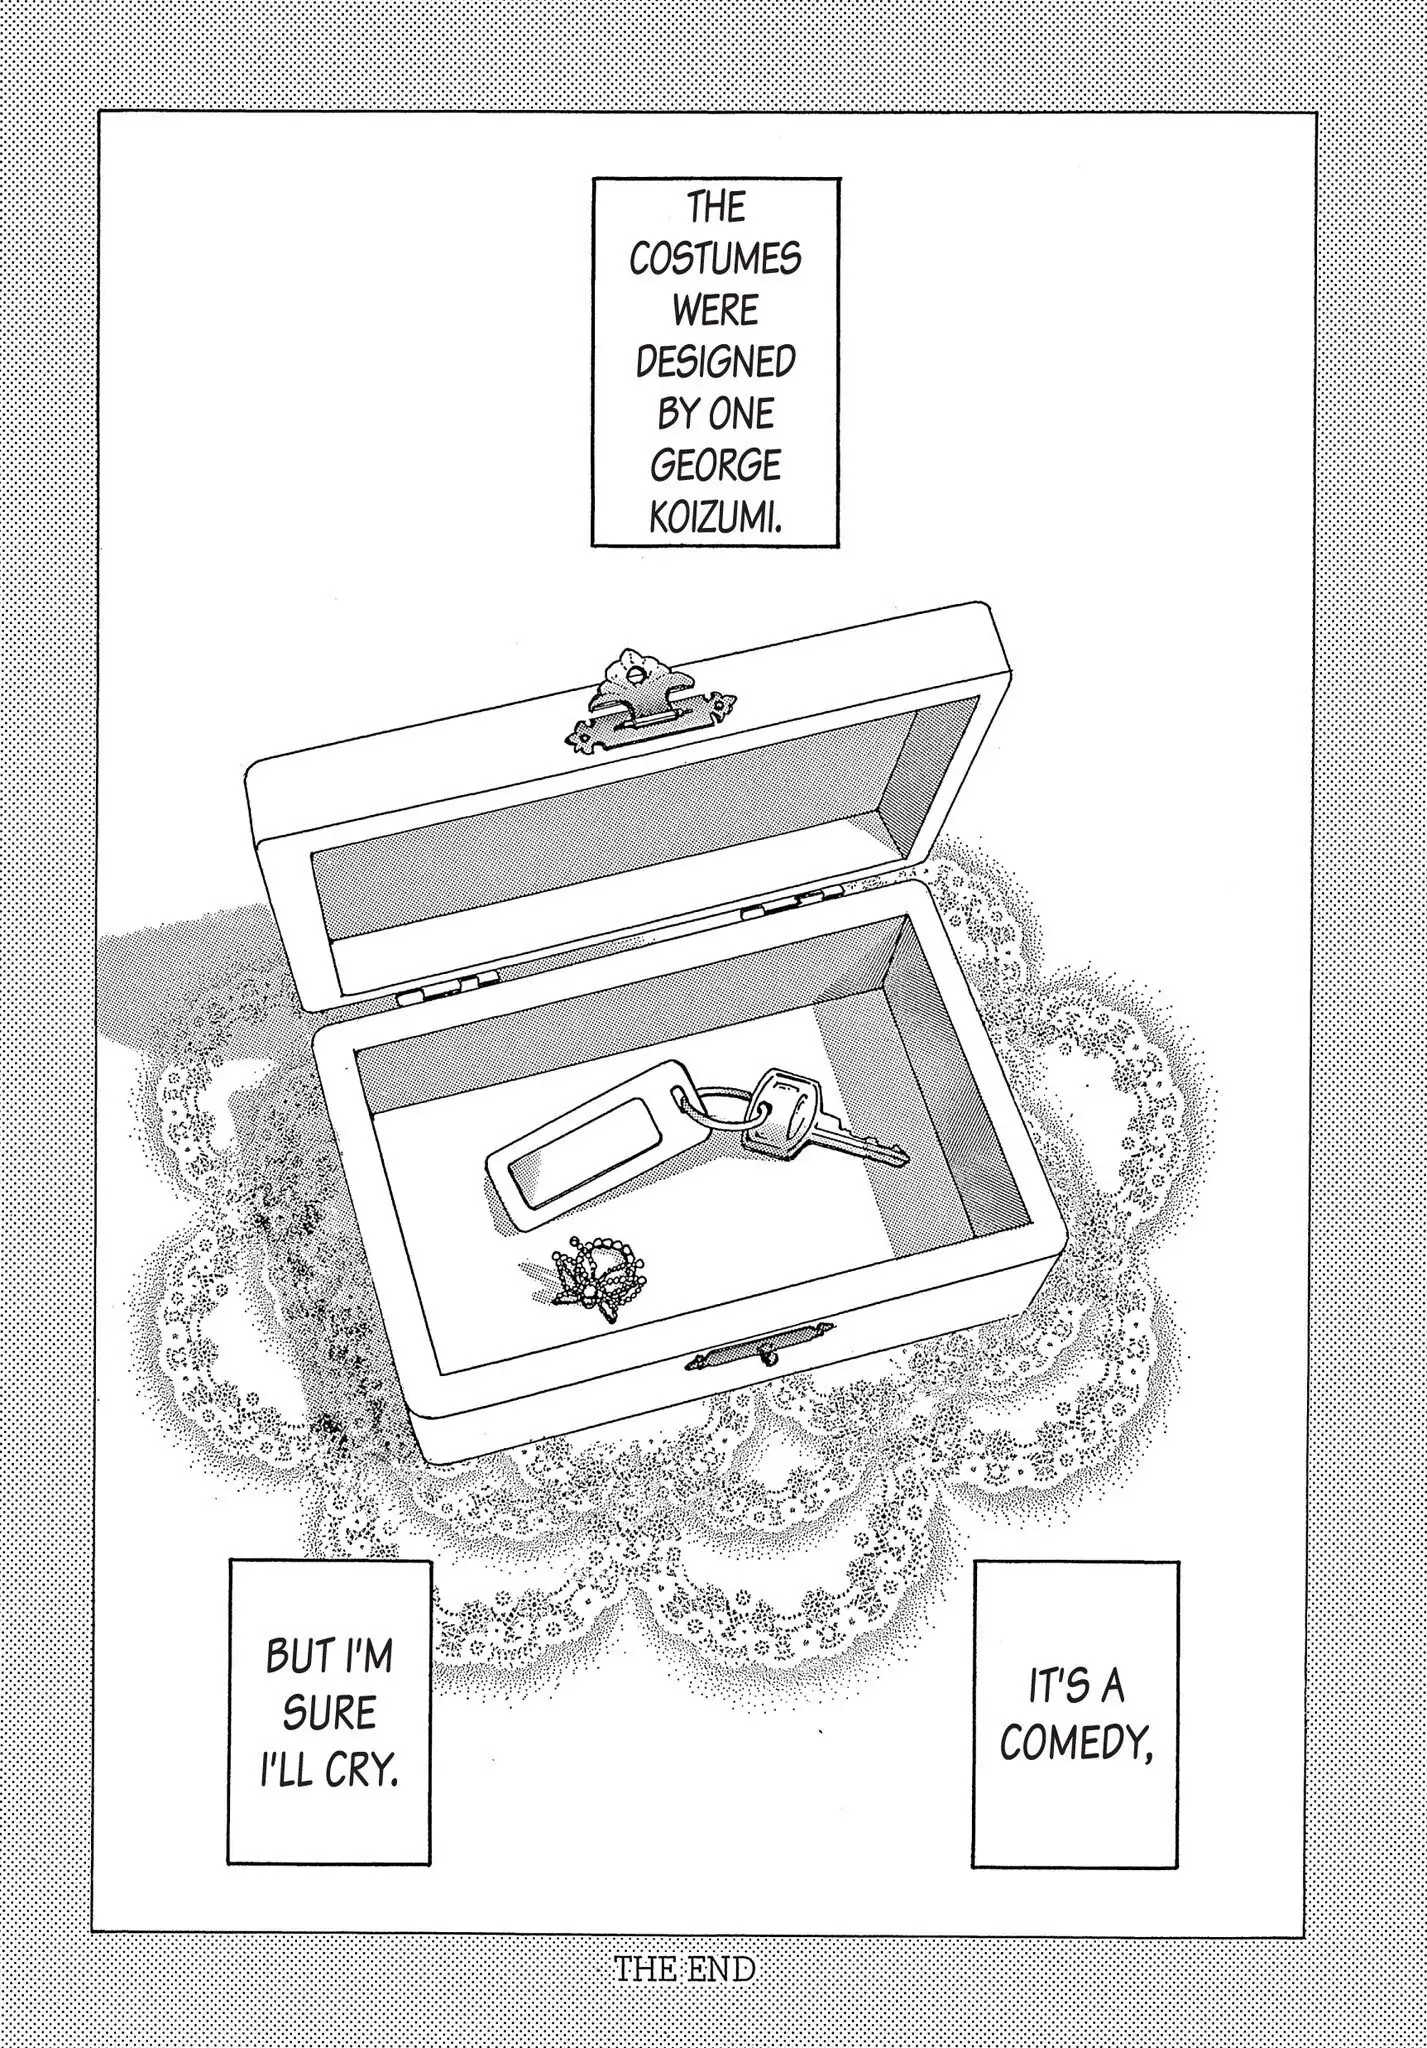 THE
COSTUMES
WERE
DESIGNED
BY ONE
GEORGE
KOIZUMI.
IT'S A
COMEDY,
BUT I'M
SURE
I'LL CRY.
THE END